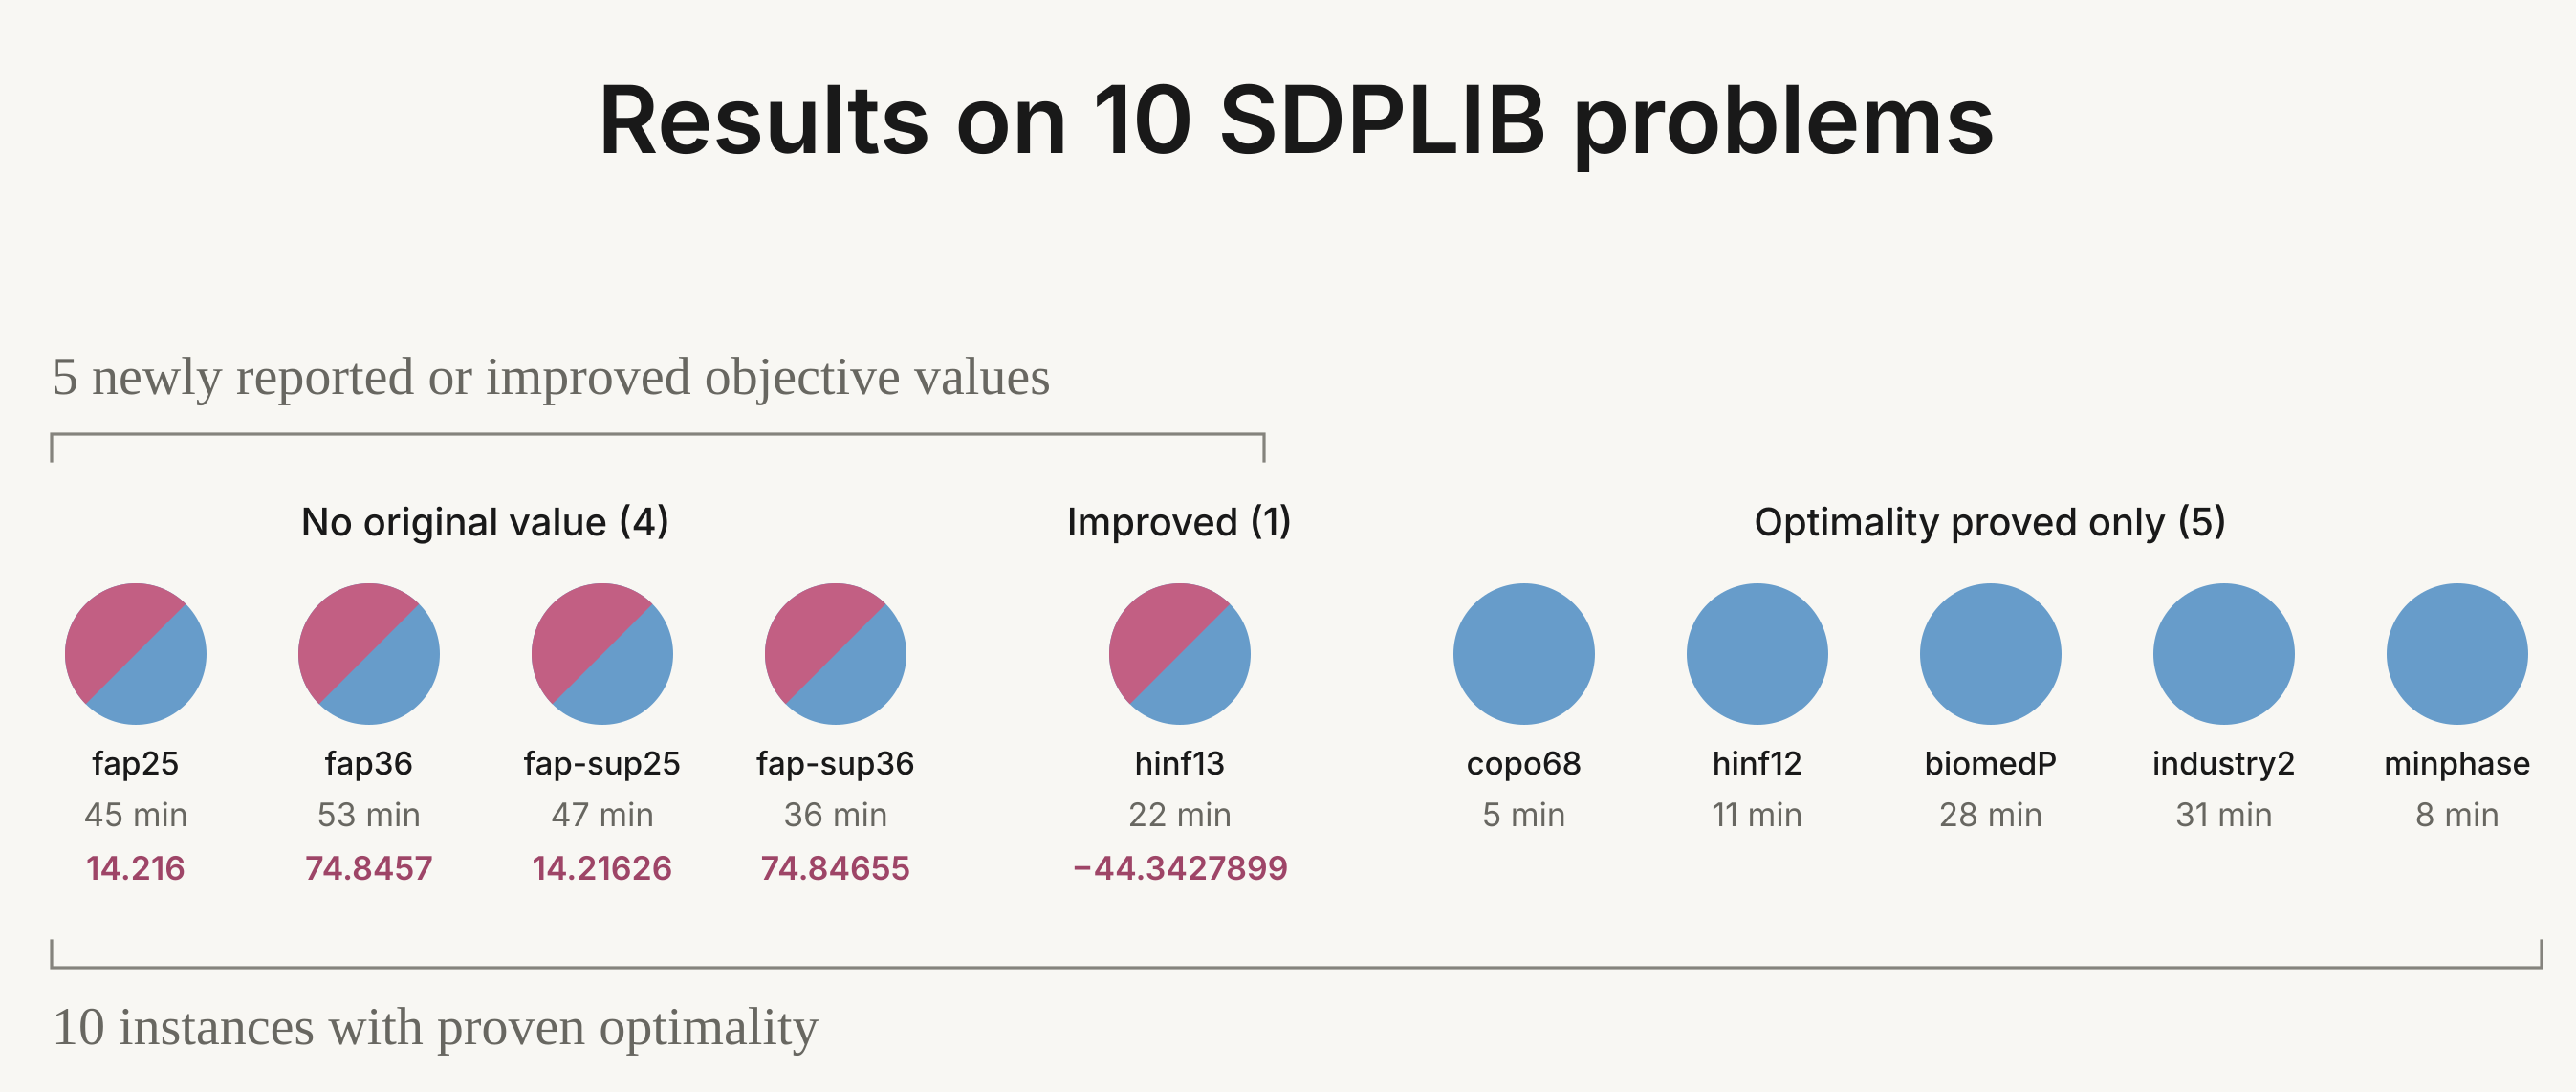 Results on 10 SDPLIB problems
5 newly reported or improved objective values
No original value (4)
Improved (1)
Optimality proved only (5)
fap25
45 min
14.216
fap36
53 min
74.8457
fap-sup25
47 min
14.21626
fap-sup36
36 min
74.84655
hinf13
22 min
−44.3427899
copo68
5 min
hinf12
11 min
biomedP
28 min
industry2
31 min
minphase
8 min
10 instances with proven optimality